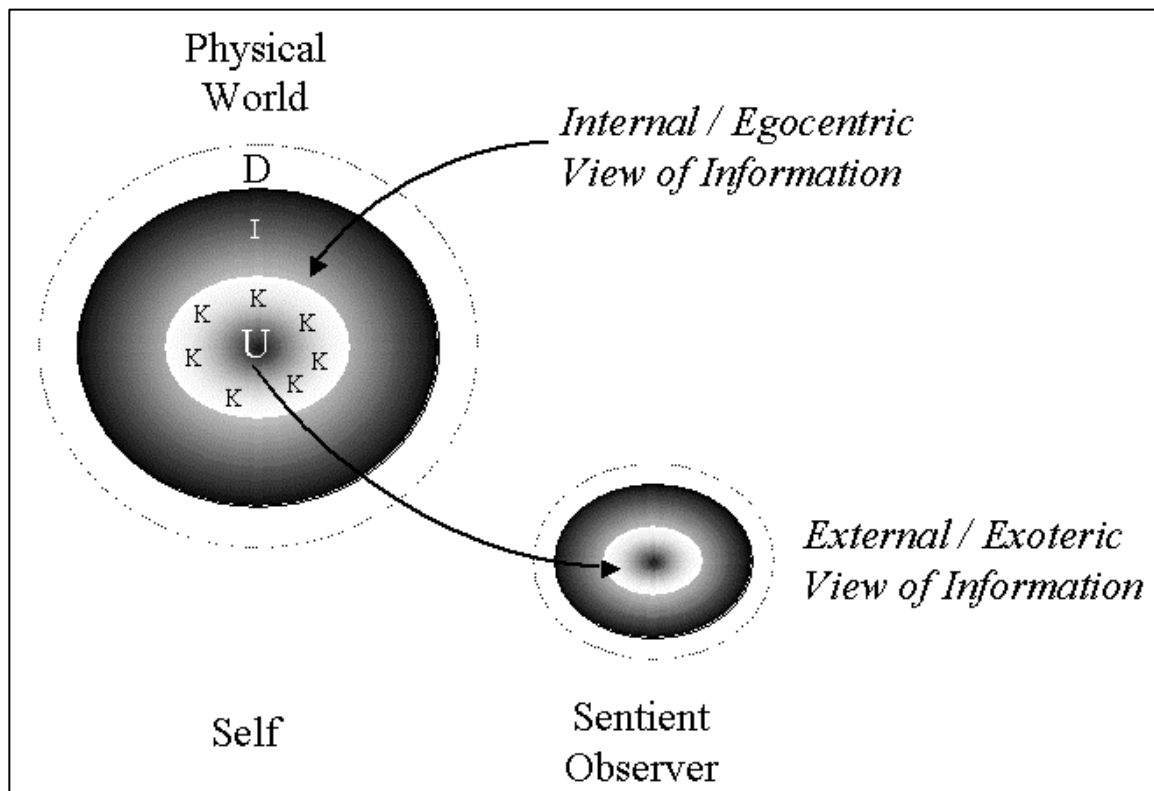 Physical
World
Internal / Egocentric
View of Information
D
I
K
K
K
U
K
K
K
K
External / Exoteric
View of Information
Self
Sentient
Observer